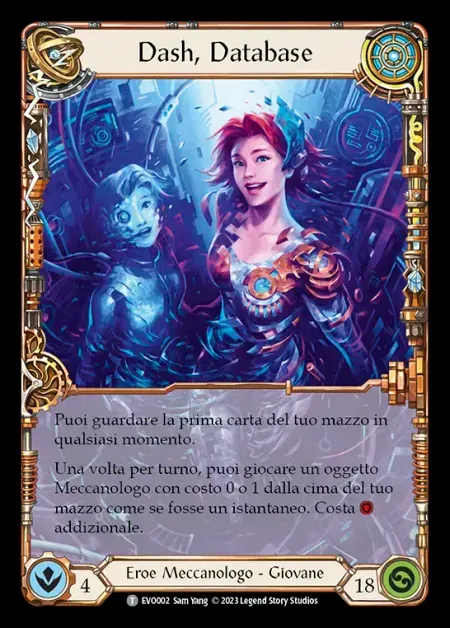 Dash, Database
Puoi guardare la prima carta del tuo mazzo in
qualsiasi momento.
Una volta per turno, puoi giocare un oggetto
Meccanologo con costo 0 o 1 dalla cima del tuo
mazzo come se fosse un istantaneo. Costa
addizionale.
4
Eroe Meccanologo - Giovane
18
T EVO002 Sam Yang © 2023 Legend Story Studios